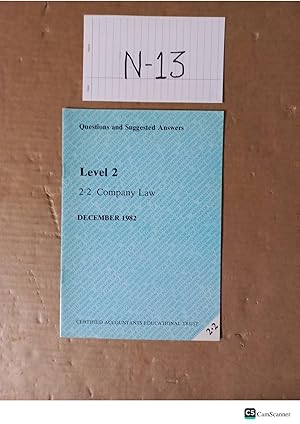 N-13
Questions and Suggested Answers
Level 2
2-2 Company Law
DECEMBER 1982
CERTIFIED ACCOUNTANTS EDUCATIONAL TRUST
2-2
CS CamScanner